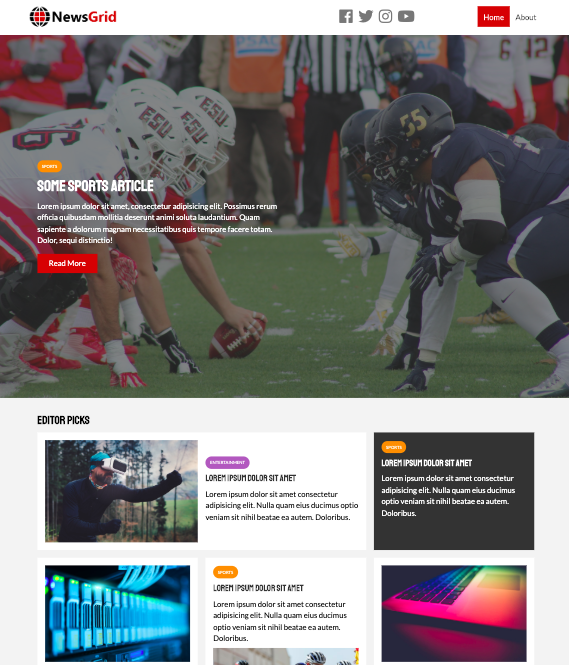 NewsGrid
Home About
PSAC
EGU
EGU
EGU
55
SPORTS
SOME SPORTS ARTICLE
Lorem ipsum dolor sit amet, consectetur adipisicing elit. Possimus rerum
officia quibusdam mollitia deserunt animi soluta laudantium. Quam
sapiente a dolorum magnam necessitatibus quis tempore facere totam.
Dolor, sequi distinctio!
Read More
EDITOR PICKS
ENTERTAINMENT
LOREM IPSUM DOLOR SIT AMET
Lorem ipsum dolor sit amet consectetur
adipisicing elit. Nulla quam eius ducimus optio
veniam sit nihil beatae ea autem. Doloribus.
SPORTS
LOREM IPSUM DOLOR SIT AMET
Lorem ipsum dolor sit amet consectetur
adipisicing elit. Nulla quam eius ducimus
optio veniam sit nihil beatae ea autem.
Doloribus.
SPORTS
LOREM IPSUM DOLOR SIT AMET
Lorem ipsum dolor sit amet consectetur
adipisicing elit. Nulla quam eius ducimus
optio veniam sit nihil beatae ea autem.
Doloribus.